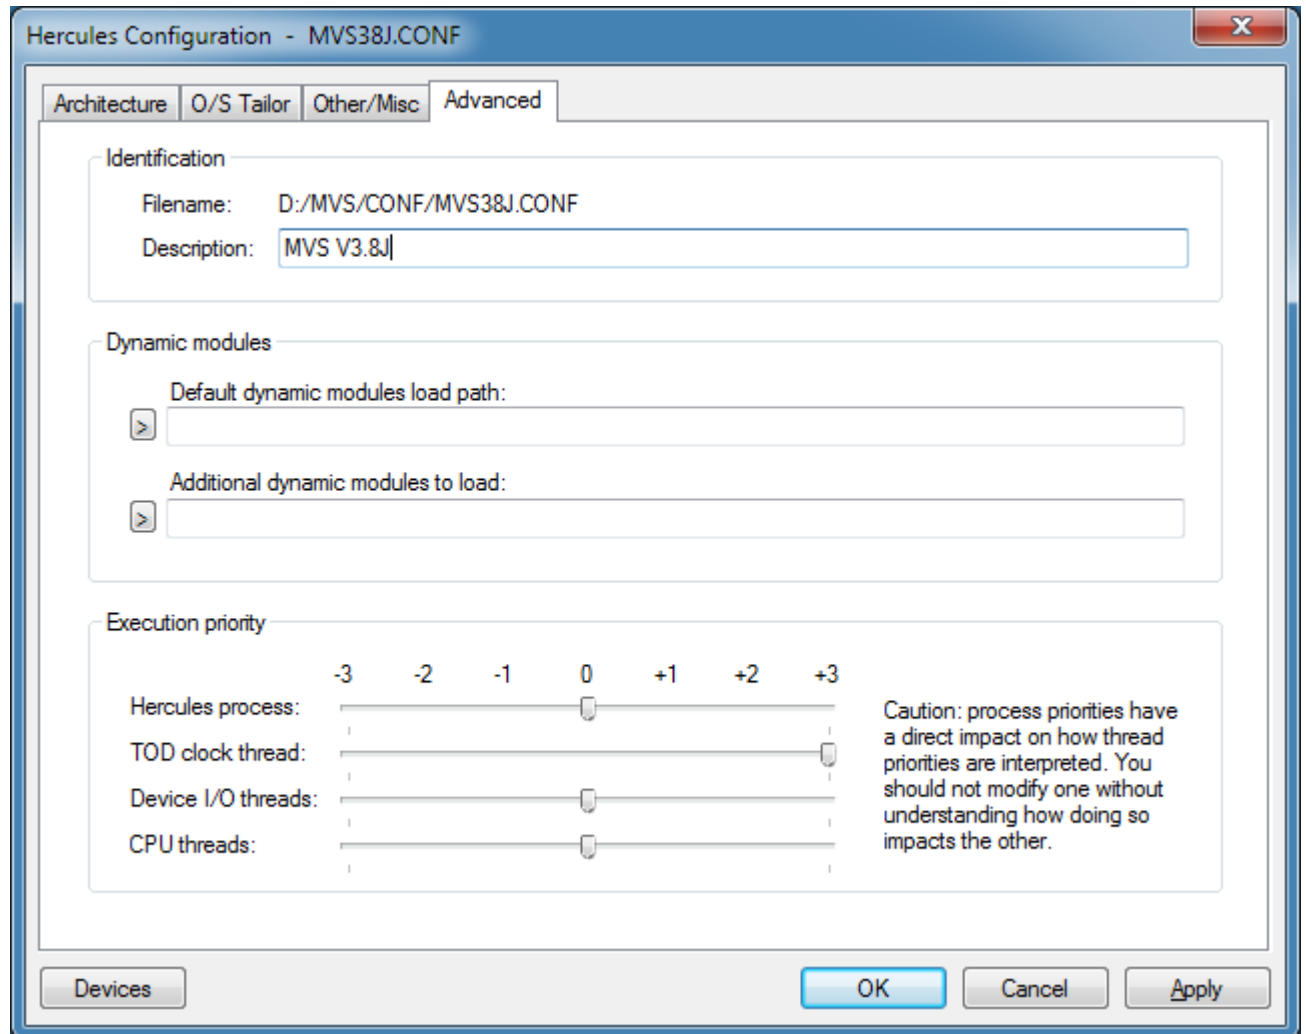 Hercules Configuration - MVS38J.CONF
X
Architecture O/S Tailor Other/Misc Advanced
Identification
Filename: D:/MVS/CONF/MVS38J.CONF
Description: MVS V3.8J
Dynamic modules
Default dynamic modules load path:
>
Additional dynamic modules to load:
>
Execution priority
-3 -2 -1 0 +1 +2 +3
Hercules process:
TOD clock thread:
Device I/O threads:
CPU threads:
Caution: process priorities have
a direct impact on how thread
priorities are interpreted. You
should not modify one without
understanding how doing so
impacts the other.
Devices OK Cancel Apply